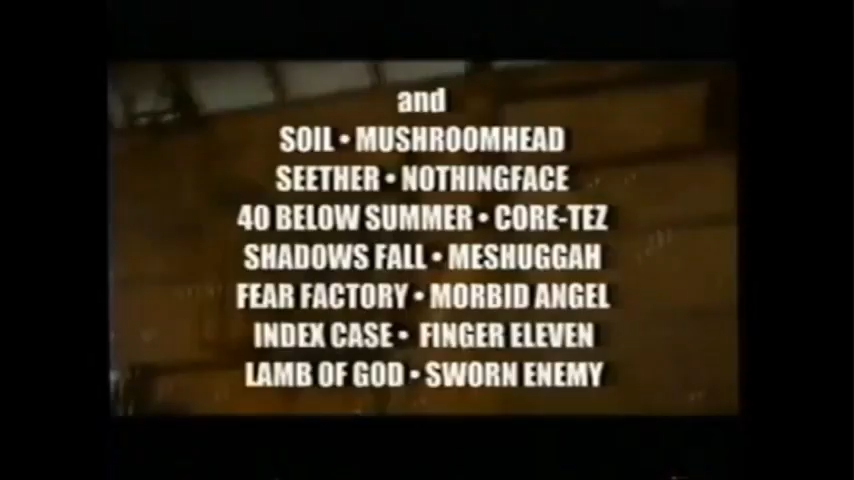 and
SOIL • MUSHROOMHEAD
SEETHER • NOTHINGFACE
40 BELOW SUMMER • CORE-TEZ
SHADOWS FALL • MESHUGGAH
FEAR FACTORY • MORBID ANGEL
INDEX CASE • FINGER ELEVEN
LAMB OF GOD • SWORN ENEMY